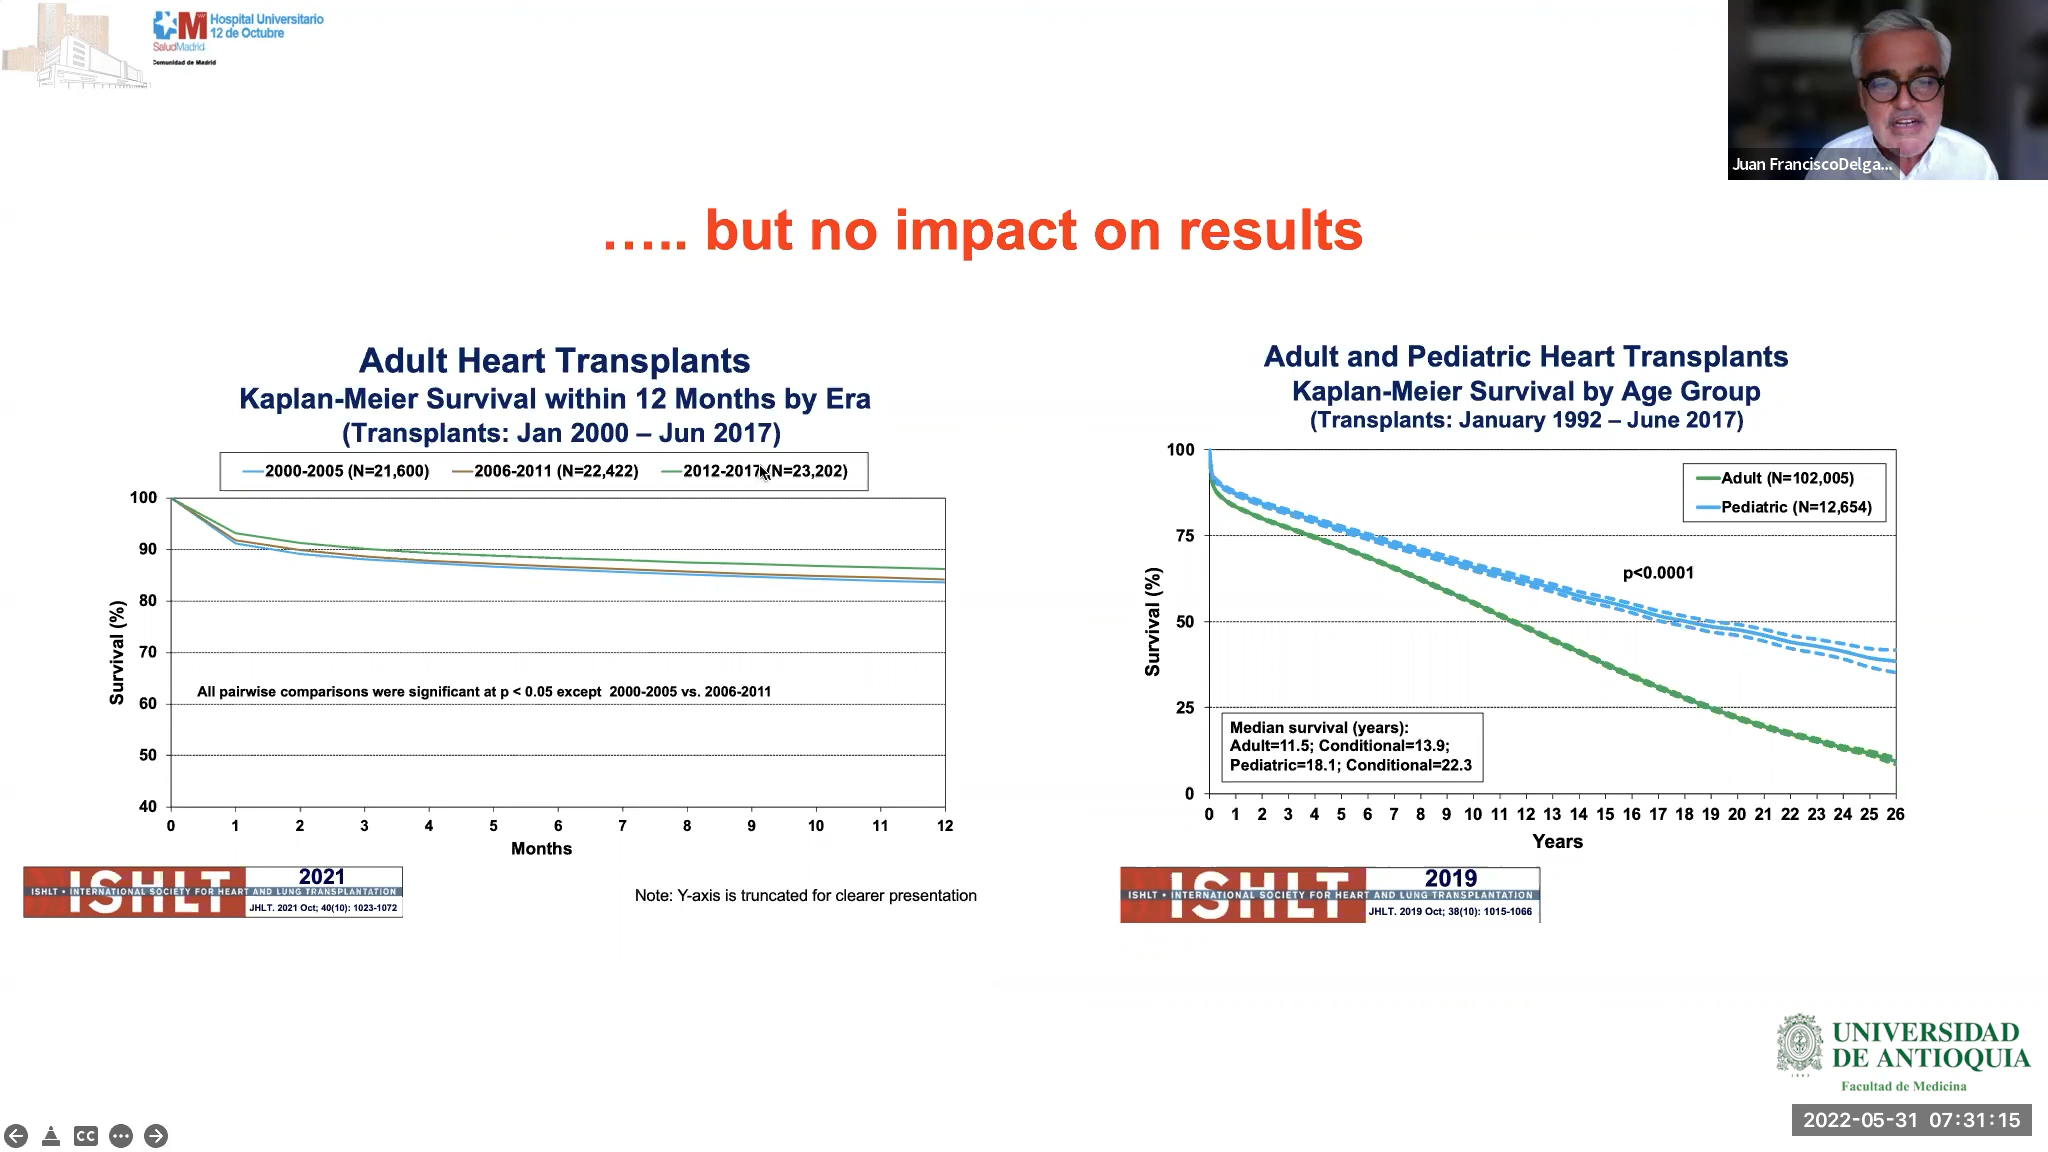 Hospital Universitario
12 de Octubre
SaludMadrid
Comunidad de Madrid
Juan FranciscoDelga...
..... but no impact on results
Adult Heart Transplants
Kaplan-Meier Survival within 12 Months by Era
(Transplants: Jan 2000 – Jun 2017)
2000-2005 (N=21,600) 2006-2011 (N=22,422) 2012-2017 (N=23,202)
100
90
80
70
60
50
40
Survival (%)
All pairwise comparisons were significant at p < 0.05 except 2000-2005 vs. 2006-2011
0 1 2 3 4 5 6 7 8 9 10 11 12
Months
ISHLT
ISHLT • INTERNATIONAL SOCIETY FOR HEART AND LUNG TRANSPLANTATION
2021
JHLT. 2021 Oct; 40(10): 1023-1072
Note: Y-axis is truncated for clearer presentation
Adult and Pediatric Heart Transplants
Kaplan-Meier Survival by Age Group
(Transplants: January 1992 – June 2017)
100
75
50
25
0
Survival (%)
Adult (N=102,005)
Pediatric (N=12,654)
p<0.0001
Median survival (years):
Adult=11.5; Conditional=13.9;
Pediatric=18.1; Conditional=22.3
0 1 2 3 4 5 6 7 8 9 10 11 12 13 14 15 16 17 18 19 20 21 22 23 24 25 26
Years
ISHLT
ISHLT • INTERNATIONAL SOCIETY FOR HEART AND LUNG TRANSPLANTATION
2019
JHLT. 2019 Oct; 38(10): 1015-1066
UNIVERSIDAD
DE ANTIOQUIA
1803
Facultad de Medicina
CC
2022-05-31 07:31:15